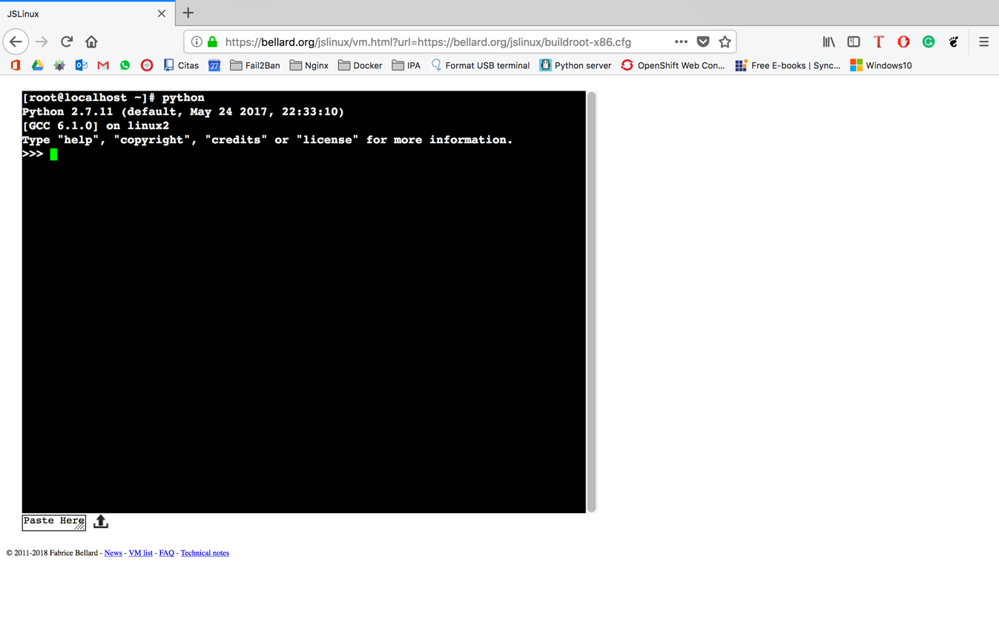 JSLinux
https://bellard.org/jslinux/vm.html?url=https://bellard.org/jslinux/buildroot-x86.cfg
Citas 27 Fail2Ban Nginx Docker IPA Format USB terminal Python server OpenShift Web Con... Free E-books | Sync... Windows10
[root@localhost ~]# python
Python 2.7.11 (default, May 24 2017, 22:33:10)
[GCC 6.1.0] on linux2
Type "help", "copyright", "credits" or "license" for more information.
>>>
Paste Here
© 2011-2018 Fabrice Bellard - News - VM list - FAQ - Technical notes